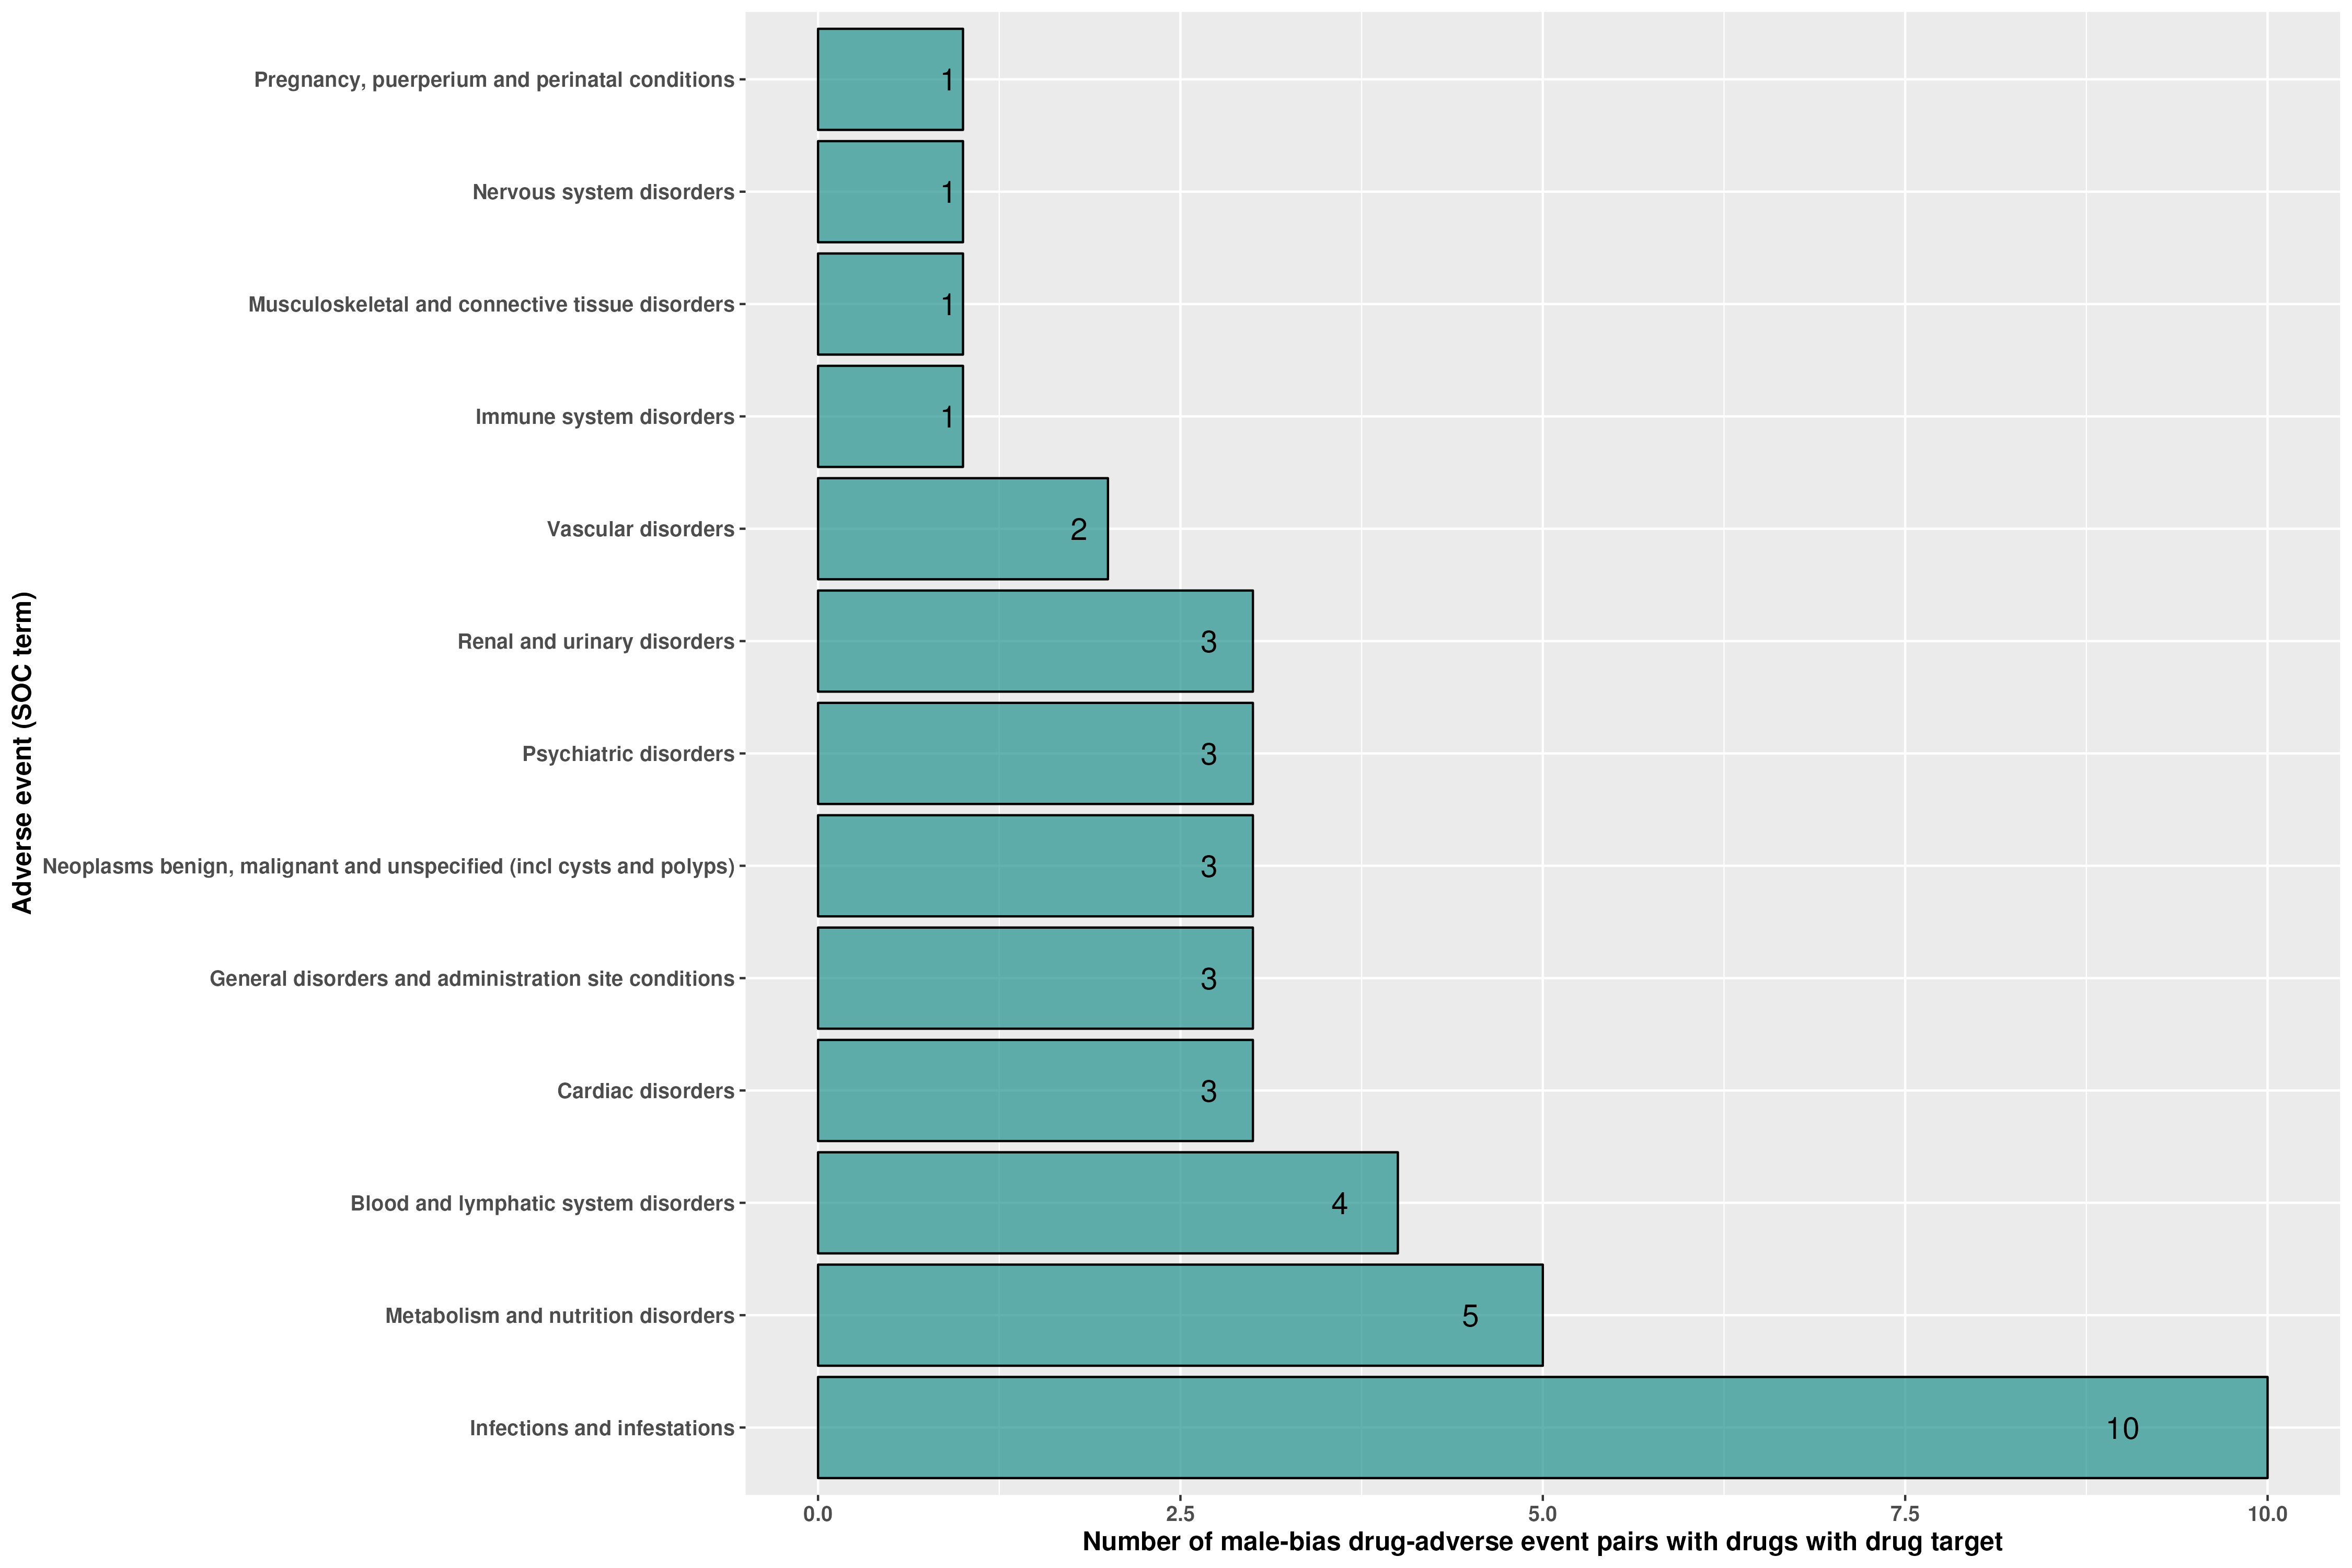 Adverse event (SOC term)
Pregnancy, puerperium and perinatal conditions
1
Nervous system disorders
1
Musculoskeletal and connective tissue disorders
1
Immune system disorders
1
Vascular disorders
2
Renal and urinary disorders
3
Psychiatric disorders
3
Neoplasms benign, malignant and unspecified (incl cysts and polyps)
3
General disorders and administration site conditions
3
Cardiac disorders
3
Blood and lymphatic system disorders
4
Metabolism and nutrition disorders
5
Infections and infestations
10
0.0 2.5 5.0 7.5 10.0
Number of male-bias drug-adverse event pairs with drugs with drug target